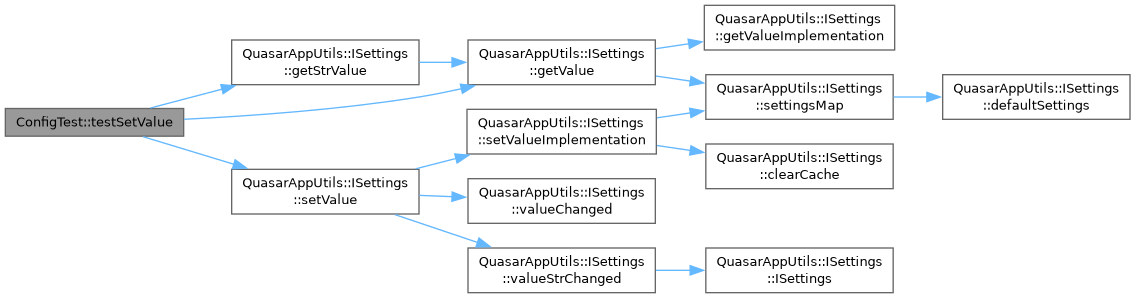 ConfigTest::testSetValue
QuasarAppUtils::ISettings
::getStrValue
QuasarAppUtils::ISettings
::setValue
QuasarAppUtils::ISettings
::getValue
QuasarAppUtils::ISettings
::setValueImplementation
QuasarAppUtils::ISettings
::valueChanged
QuasarAppUtils::ISettings
::valueStrChanged
QuasarAppUtils::ISettings
::getValueImplementation
QuasarAppUtils::ISettings
::settingsMap
QuasarAppUtils::ISettings
::clearCache
QuasarAppUtils::ISettings
::ISettings
QuasarAppUtils::ISettings
::defaultSettings